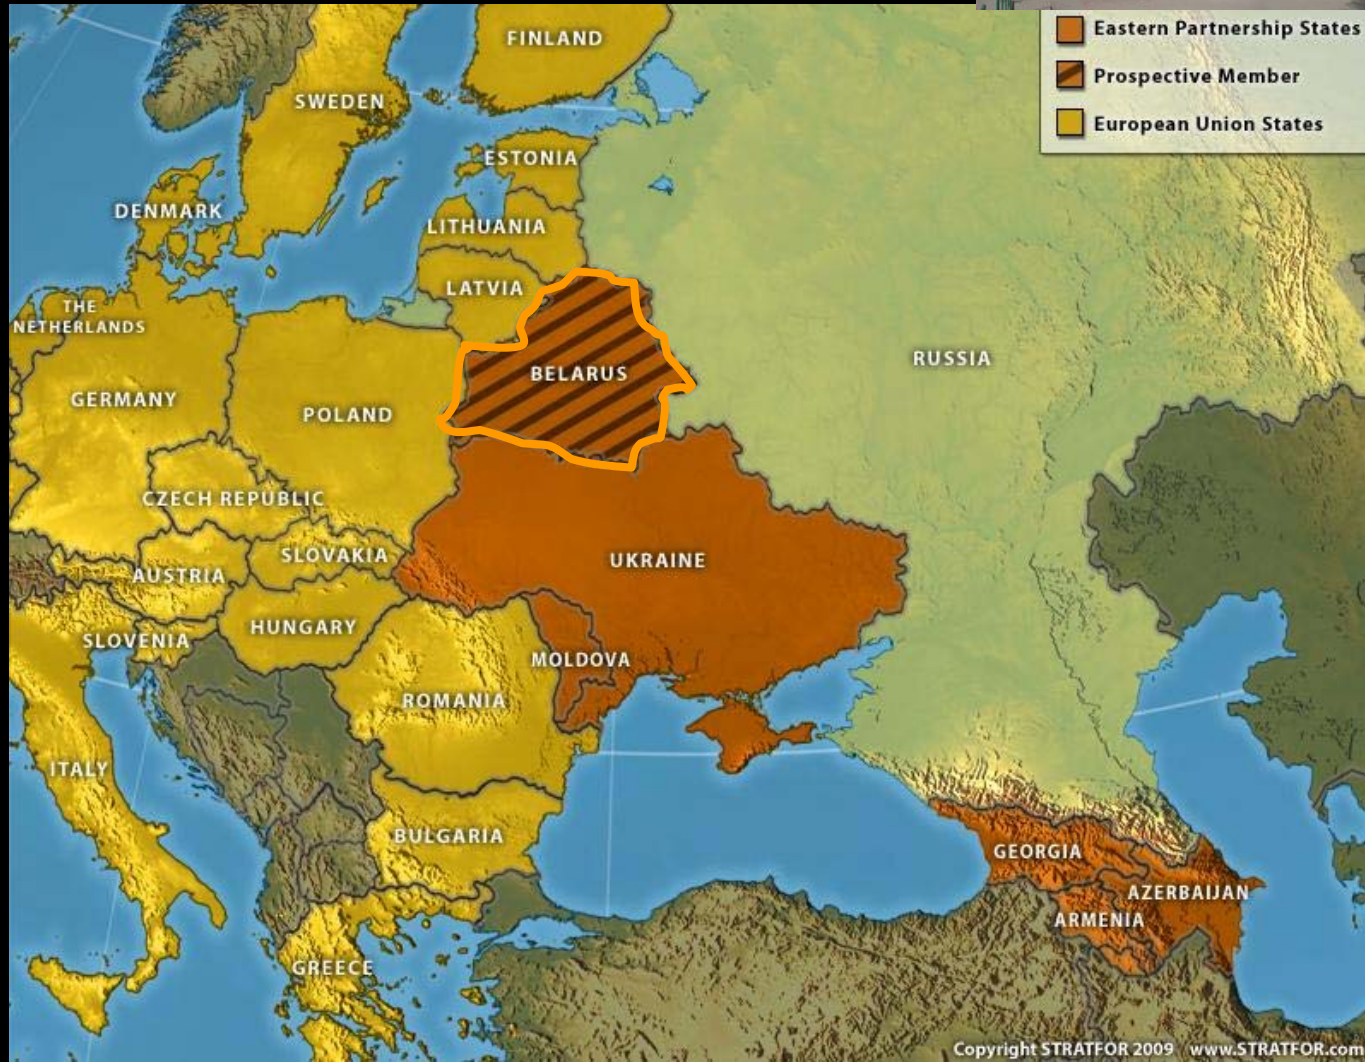 Eastern Partnership States
Prospective Member
European Union States
FINLAND
SWEDEN
ESTONIA
DENMARK
LITHUANIA
LATVIA
THE
NETHERLANDS
RUSSIA
BELARUS
GERMANY
POLAND
CZECH REPUBLIC
SLOVAKIA
UKRAINE
AUSTRIA
HUNGARY
SLOVENIA
MOLDOVA
ROMANIA
ITALY
BULGARIA
GEORGIA
AZERBAIJAN
ARMENIA
GREECE
Copyright STRATFOR 2009 www.STRATFOR.com